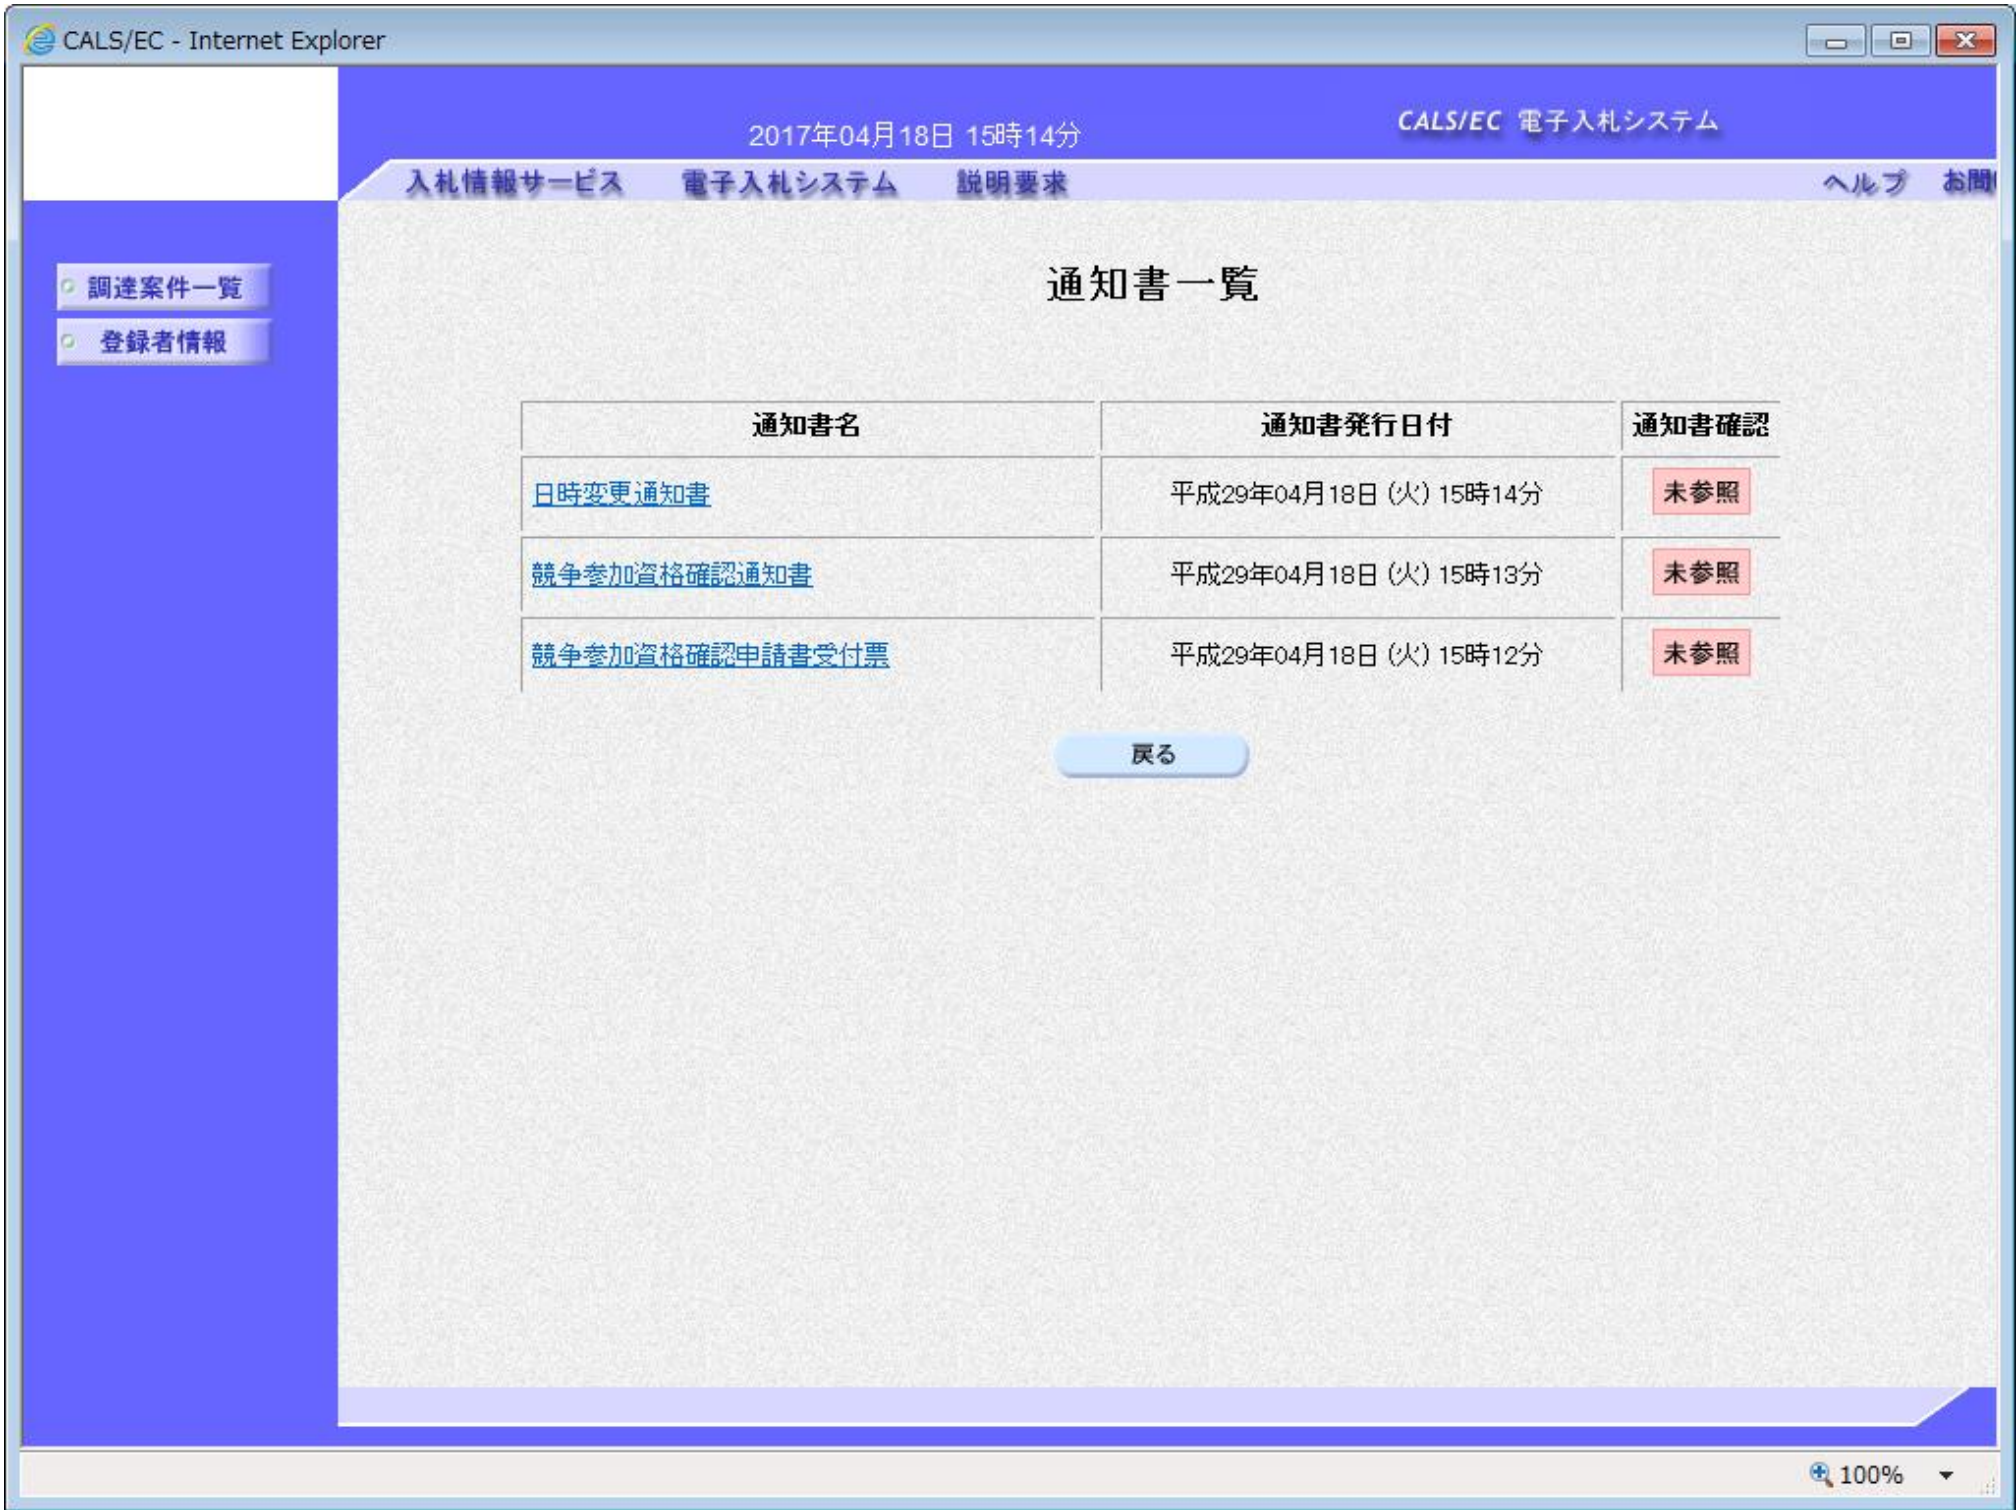 CALS/EC - Internet Explorer
2017年04月18日 15時14分
CALS/EC 電子入札システム
入札情報サービス 電子入札システム 説明要求 ヘルプ お問
調達案件一覧
登録者情報
通知書一覧
通知書名 通知書発行日付 通知書確認
日時変更通知書 平成29年04月18日 (火) 15時14分 未参照
競争参加資格確認通知書 平成29年04月18日 (火) 15時13分 未参照
競争参加資格確認申請書受付票 平成29年04月18日 (火) 15時12分 未参照
戻る
100%